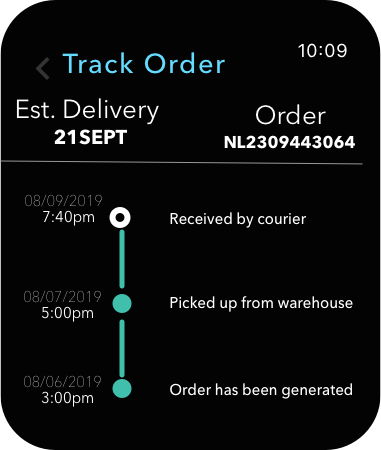 10:09
Track Order
Est. Delivery
21SEPT
Order
NL2309443064
08/09/2019
7:40pm
Received by courier
08/07/2019
5:00pm
Picked up from warehouse
08/06/2019
3:00pm
Order has been generated